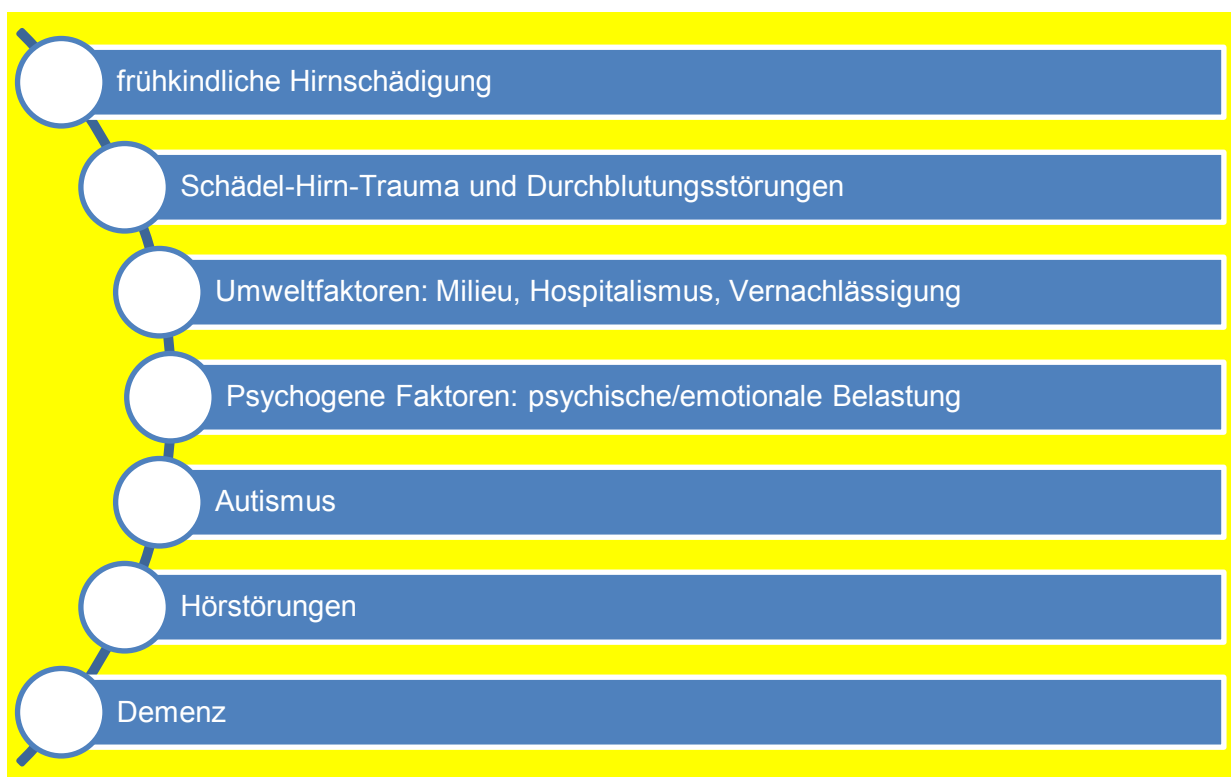 frühkindliche Hirnschädigung
Schädel-Hirn-Trauma und Durchblutungsstörungen
Umweltfaktoren: Milieu, Hospitalismus, Vernachlässigung
Psychogene Faktoren: psychische/emotionale Belastung
Autismus
Hörstörungen
Demenz